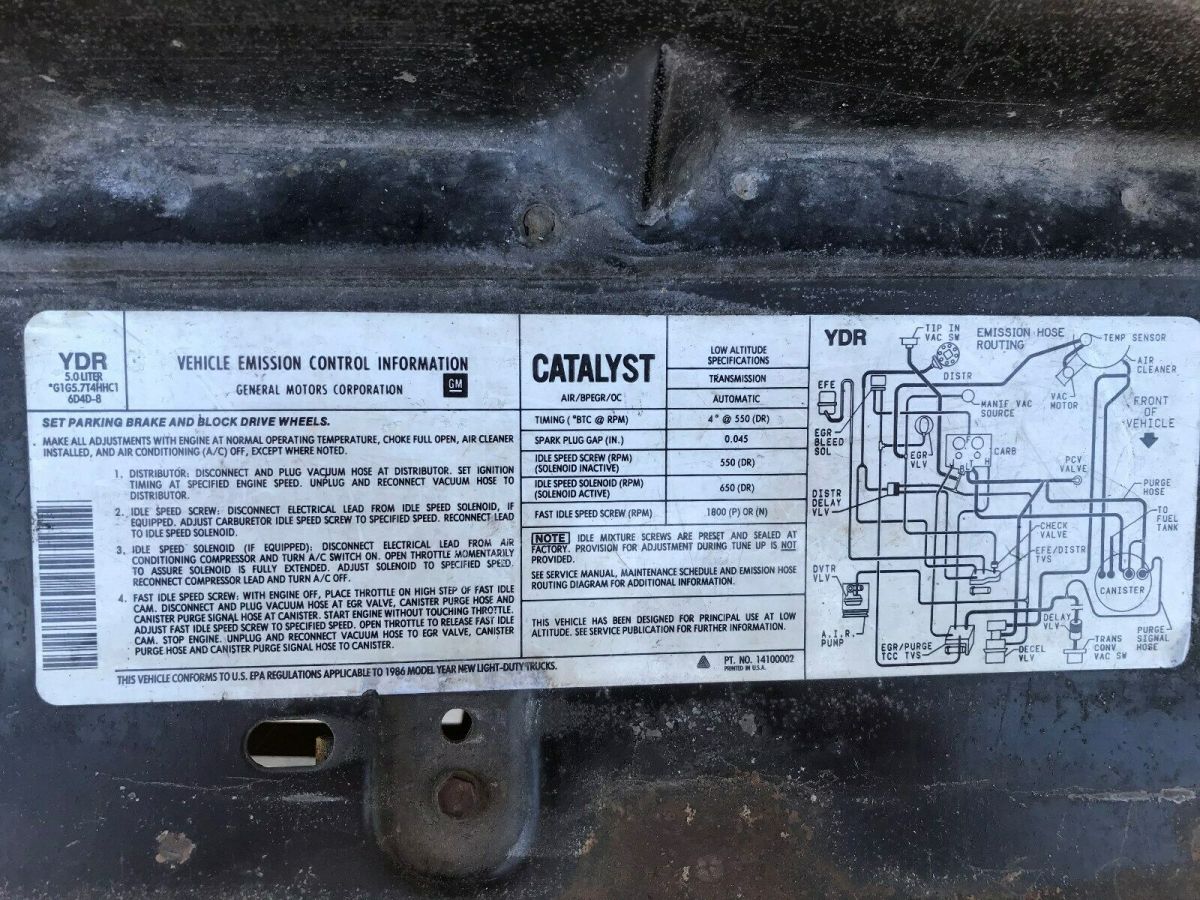 YDR
5.0 LITER
*G1G5.7T4HHC1
6D4D-8
VEHICLE EMISSION CONTROL INFORMATION
GENERAL MOTORS CORPORATION
GM
SET PARKING BRAKE AND BLOCK DRIVE WHEELS.
MAKE ALL ADJUSTMENTS WITH ENGINE AT NORMAL OPERATING TEMPERATURE, CHOKE FULL OPEN, AIR CLEANER
INSTALLED, AND AIR CONDITIONING (A/C) OFF, EXCEPT WHERE NOTED.
1. DISTRIBUTOR: DISCONNECT AND PLUG VACUUM HOSE AT DISTRIBUTOR. SET IGNITION
TIMING AT SPECIFIED ENGINE SPEED. UNPLUG AND RECONNECT VACUUM HOSE TO
DISTRIBUTOR.
2. IDLE SPEED SCREW: DISCONNECT ELECTRICAL LEAD FROM IDLE SPEED SOLENOID, IF
EQUIPPED. ADJUST CARBURETOR IDLE SPEED SCREW TO SPECIFIED SPEED. RECONNECT LEAD
TO IDLE SPEED SOLENOID.
3. IDLE SPEED SOLENOID (IF EQUIPPED): DISCONNECT ELECTRICAL LEAD FROM AIR
CONDITIONING COMPRESSOR AND TURN A/C SWITCH ON. OPEN THROTTLE MOMENTARILY
TO ASSURE SOLENOID IS FULLY EXTENDED. ADJUST SOLENOID TO SPECIFIED SPEED.
RECONNECT COMPRESSOR LEAD AND TURN A/C OFF.
4. FAST IDLE SPEED SCREW: WITH ENGINE OFF, PLACE THROTTLE ON HIGH STEP OF FAST IDLE
CAM. DISCONNECT AND PLUG VACUUM HOSE AT EGR VALVE, CANISTER PURGE HOSE AND
CANISTER PURGE SIGNAL HOSE AT CANISTER. START ENGINE WITHOUT TOUCHING THROTTLE.
ADJUST FAST IDLE SPEED SCREW TO SPECIFIED SPEED. OPEN THROTTLE TO RELEASE FAST IDLE
CAM. STOP ENGINE. UNPLUG AND RECONNECT VACUUM HOSE TO EGR VALVE, CANISTER
PURGE HOSE AND CANISTER PURGE SIGNAL HOSE TO CANISTER.
THIS VEHICLE CONFORMS TO U.S. EPA REGULATIONS APPLICABLE TO 1986 MODEL YEAR NEW LIGHT-DUTY TRUCKS.
CATALYST
AIR/BPEGR/OC
LOW ALTITUDE
SPECIFICATIONS
TRANSMISSION
AUTOMATIC
TIMING (°BTC @ RPM) 4° @ 550 (DR)
SPARK PLUG GAP (IN.) 0.045
IDLE SPEED SCREW (RPM)
(SOLENOID INACTIVE) 550 (DR)
IDLE SPEED SOLENOID (RPM)
(SOLENOID ACTIVE) 650 (DR)
FAST IDLE SPEED SCREW (RPM) 1800 (P) OR (N)
NOTE IDLE MIXTURE SCREWS ARE PRESET AND SEALED AT
FACTORY. PROVISION FOR ADJUSTMENT DURING TUNE UP IS NOT
PROVIDED.
SEE SERVICE MANUAL, MAINTENANCE SCHEDULE AND EMISSION HOSE
ROUTING DIAGRAM FOR ADDITIONAL INFORMATION.
THIS VEHICLE HAS BEEN DESIGNED FOR PRINCIPAL USE AT LOW
ALTITUDE. SEE SERVICE PUBLICATION FOR FURTHER INFORMATION.
PT. NO. 14100002
PRINTED IN U.S.A.
YDR
TIP IN
VAC SW
EMISSION HOSE
ROUTING
TEMP SENSOR
DISTR
AIR
CLEANER
EFE
VAC
MOTOR
MANIF VAC
SOURCE
FRONT
OF
VEHICLE
EGR
BLEED
SOL
EGR
VLV
CARB
PCV
VALVE
PURGE
HOSE
DISTR
DELAY
VLV
TO
FUEL
TANK
CHECK
VALVE
EFE/DISTR
TVS
DVTR
VLV
CANISTER
A.I.R.
PUMP
DELAY
VLV
EGR/PURGE
TCC TVS
DECEL
VLV
TRANS
CONV
VAC SW
PURGE
SIGNAL
HOSE